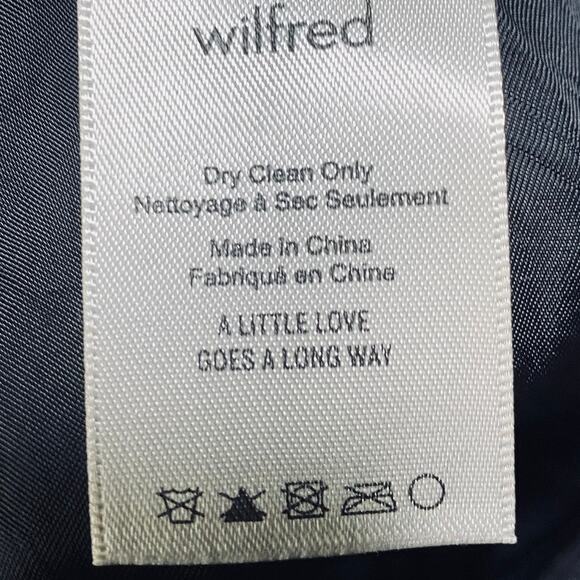 wilfred
Dry Clean Only
Nettoyage à Sec Seulement
Made in China
Fabriqué en Chine
A LITTLE LOVE
GOES A LONG WAY